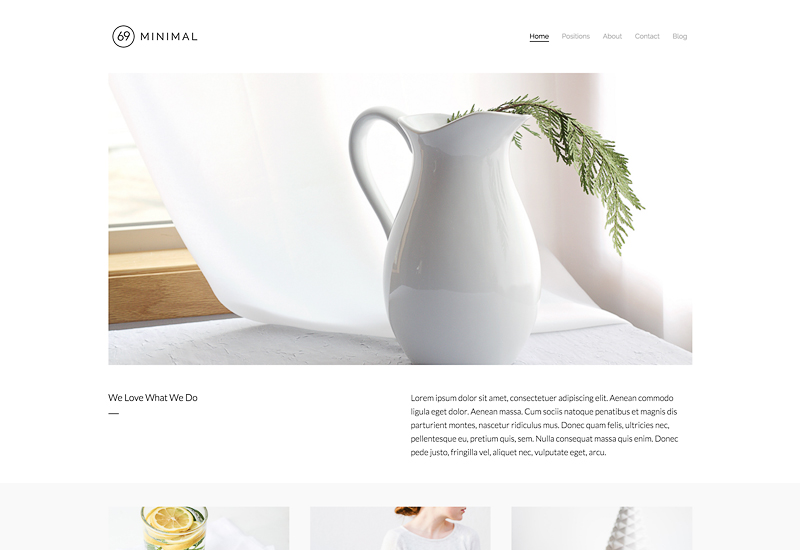 69 MINIMAL
Home Positions About Contact Blog
We Love What We Do
Lorem ipsum dolor sit amet, consectetuer adipiscing elit. Aenean commodo
ligula eget dolor. Aenean massa. Cum sociis natoque penatibus et magnis dis
parturient montes, nascetur ridiculus mus. Donec quam felis, ultricies nec,
pellentesque eu, pretium quis, sem. Nulla consequat massa quis enim. Donec
pede justo, fringilla vel, aliquet nec, vulputate eget, arcu.